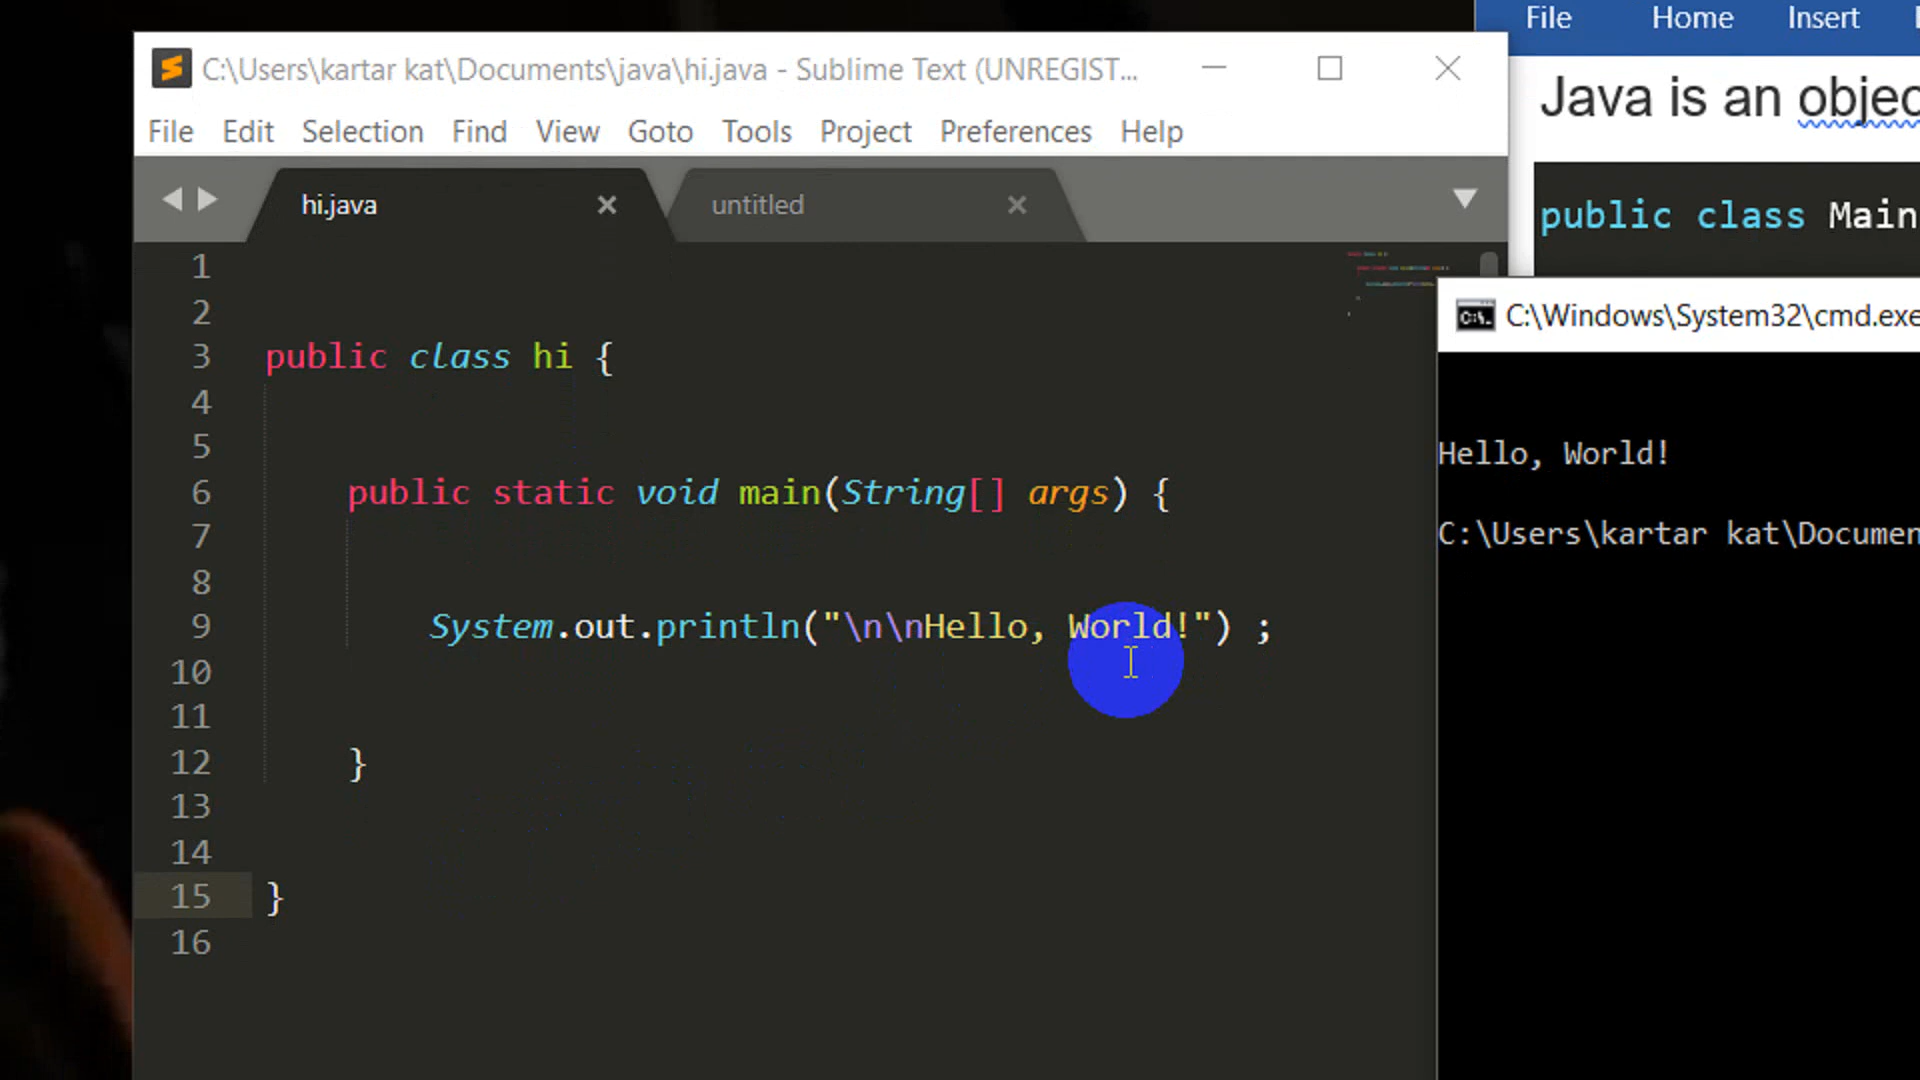 C:\Users\kartar kat\Documents\java\hi.java - Sublime Text (UNREGIST...
File Edit Selection Find View Goto Tools Project Preferences Help
hi.java untitled
1
2
3 public class hi {
4
5
6 public static void main(String[] args) {
7
8
9 System.out.println("\n\nHello, World!") ;
10
11
12 }
13
14
15 }
16
File Home Insert
Java is an objec
public class Main
C:\Windows\System32\cmd.exe
Hello, World!
C:\Users\kartar kat\Documen